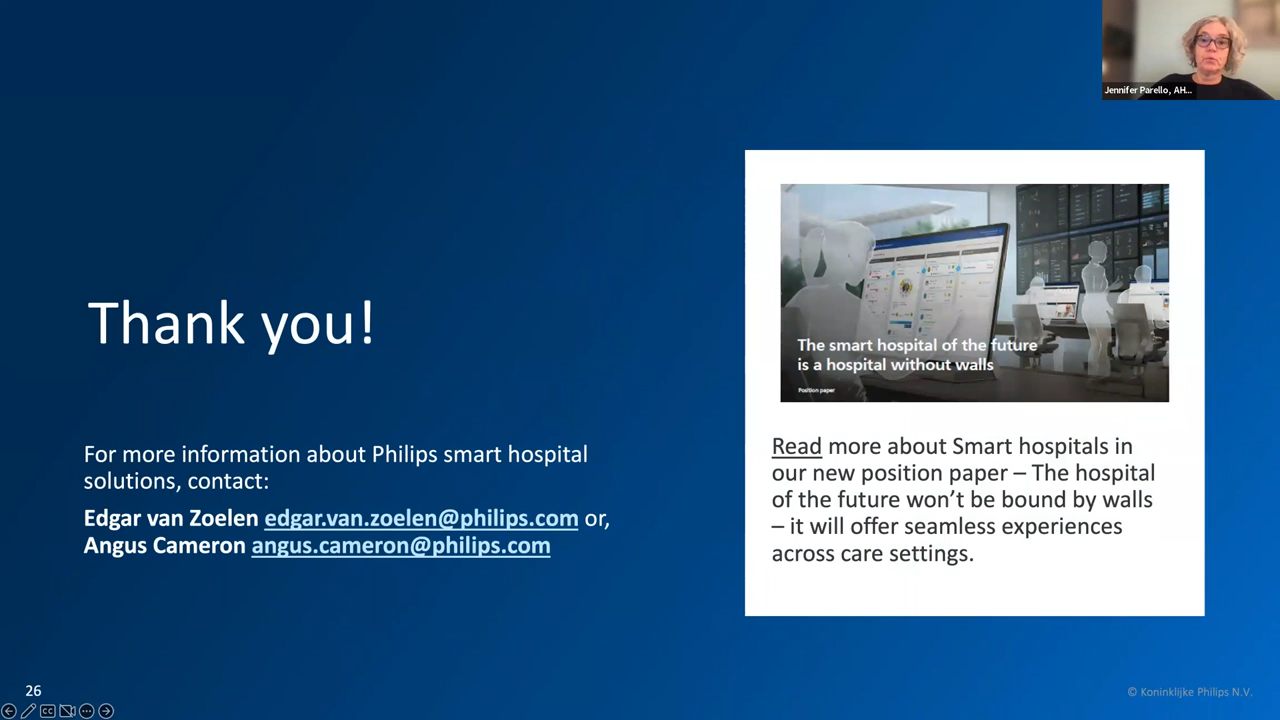 Jennifer Parello, AH...
Thank you!
For more information about Philips smart hospital
solutions, contact:
Edgar van Zoelen edgar.van.zoelen@philips.com or,
Angus Cameron angus.cameron@philips.com
The smart hospital of the future
is a hospital without walls
Position paper
Read more about Smart hospitals in
our new position paper – The hospital
of the future won’t be bound by walls
– it will offer seamless experiences
across care settings.
26
CC
© Koninklijke Philips N.V.